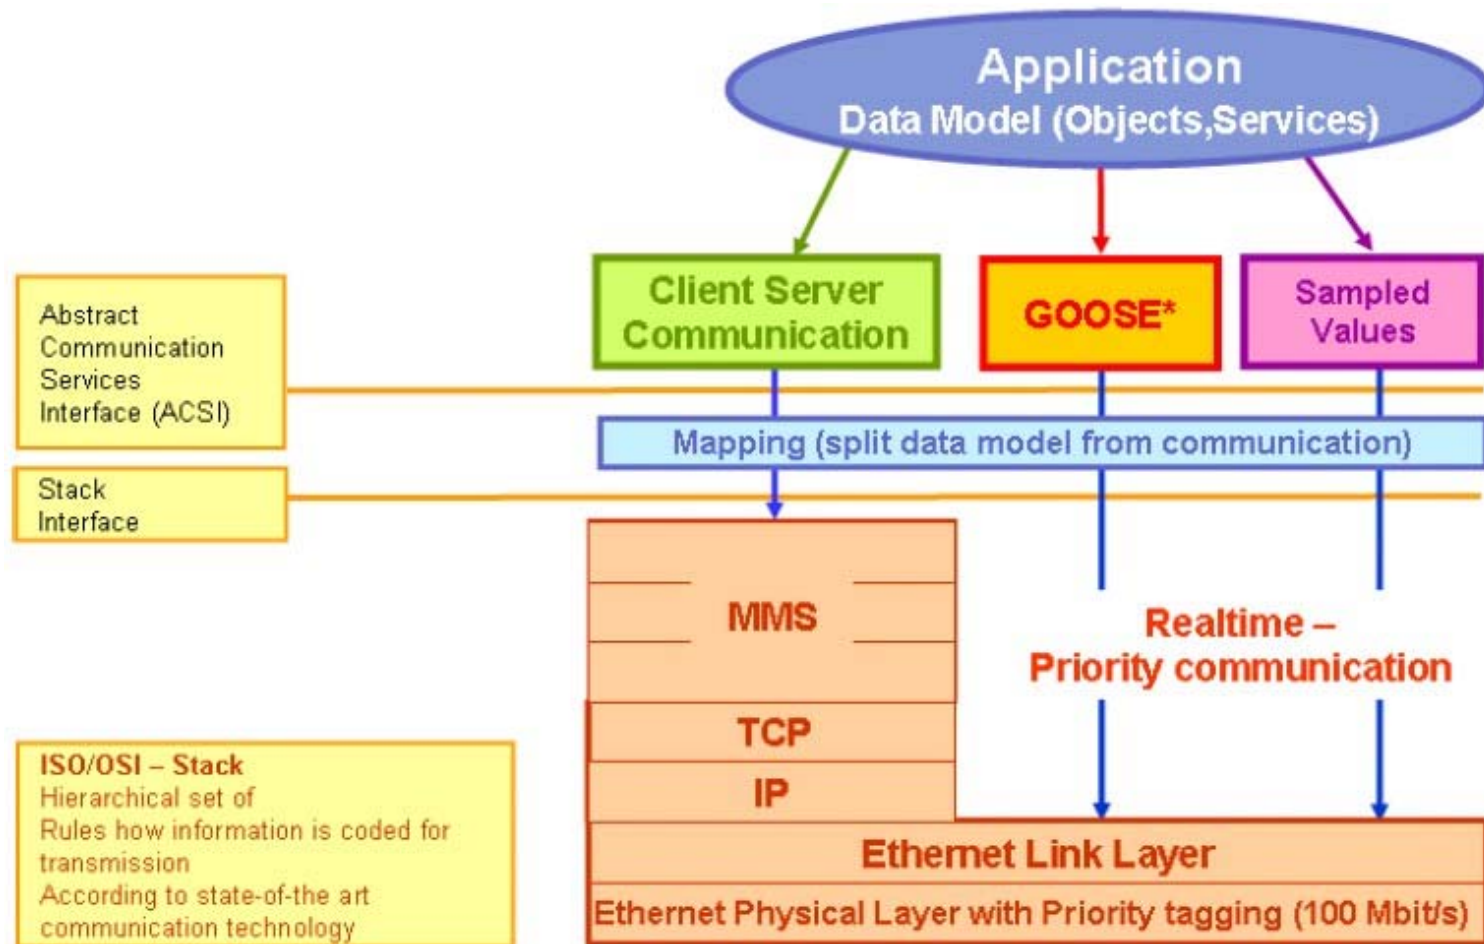 Application
Data Model (Objects,Services)
Client Server
Communication
GOOSE*
Sampled
Values
Abstract
Communication
Services
Interface (ACSI)
Mapping (split data model from communication)
Stack
Interface
MMS
Realtime –
Priority communication
TCP
IP
ISO/OSI – Stack
Hierarchical set of
Rules how information is coded for
transmission
According to state-of-the art
communication technology
Ethernet Link Layer
Ethernet Physical Layer with Priority tagging (100 Mbit/s)